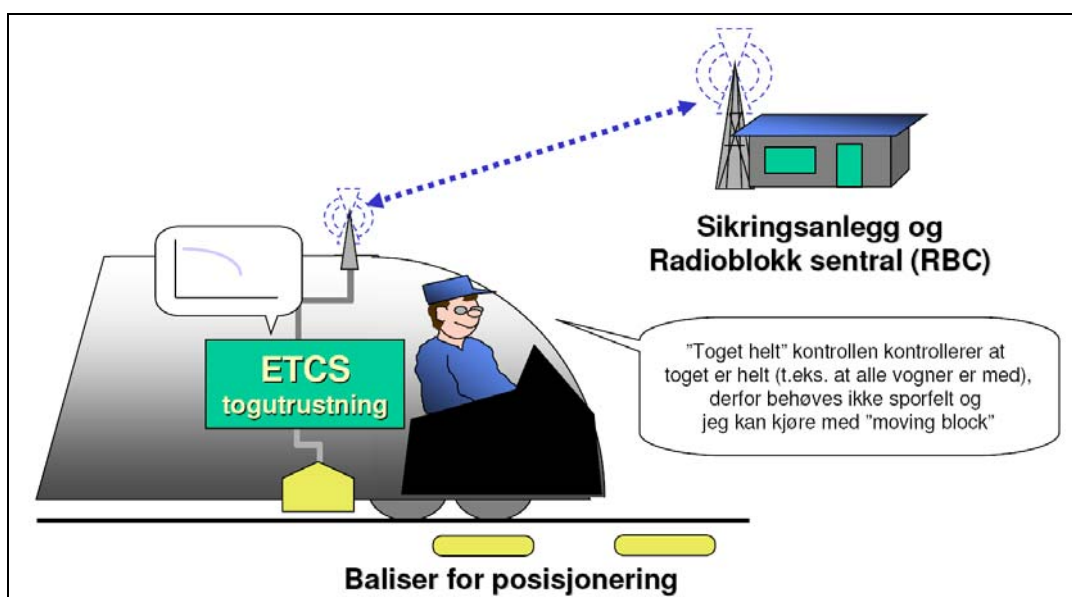 Sikringsanlegg og
Radioblokk sentral (RBC)
ETCS
togutrustning
"Toget helt" kontrollen kontrollerer at
toget er helt (t.eks. at alle vogner er med),
derfor behøves ikke sporfelt og
jeg kan kjøre med "moving block"
Baliser for posisjonering